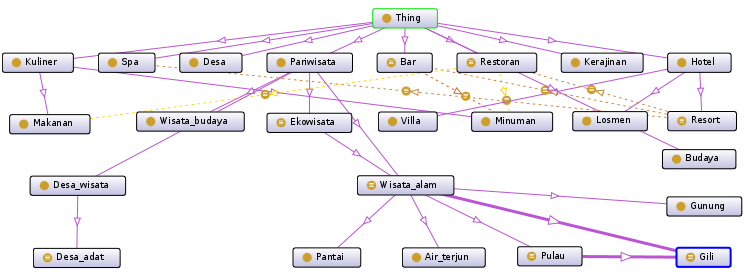 Thing
Kuliner
Spa
Desa
Pariwisata
Bar
Restoran
Kerajinan
Hotel
Makanan
Wisata_budaya
Ekowisata
Villa
Minuman
Losmen
Resort
Budaya
Desa_wisata
Wisata_alam
Gunung
Desa_adat
Pantai
Air_terjun
Pulau
Gili